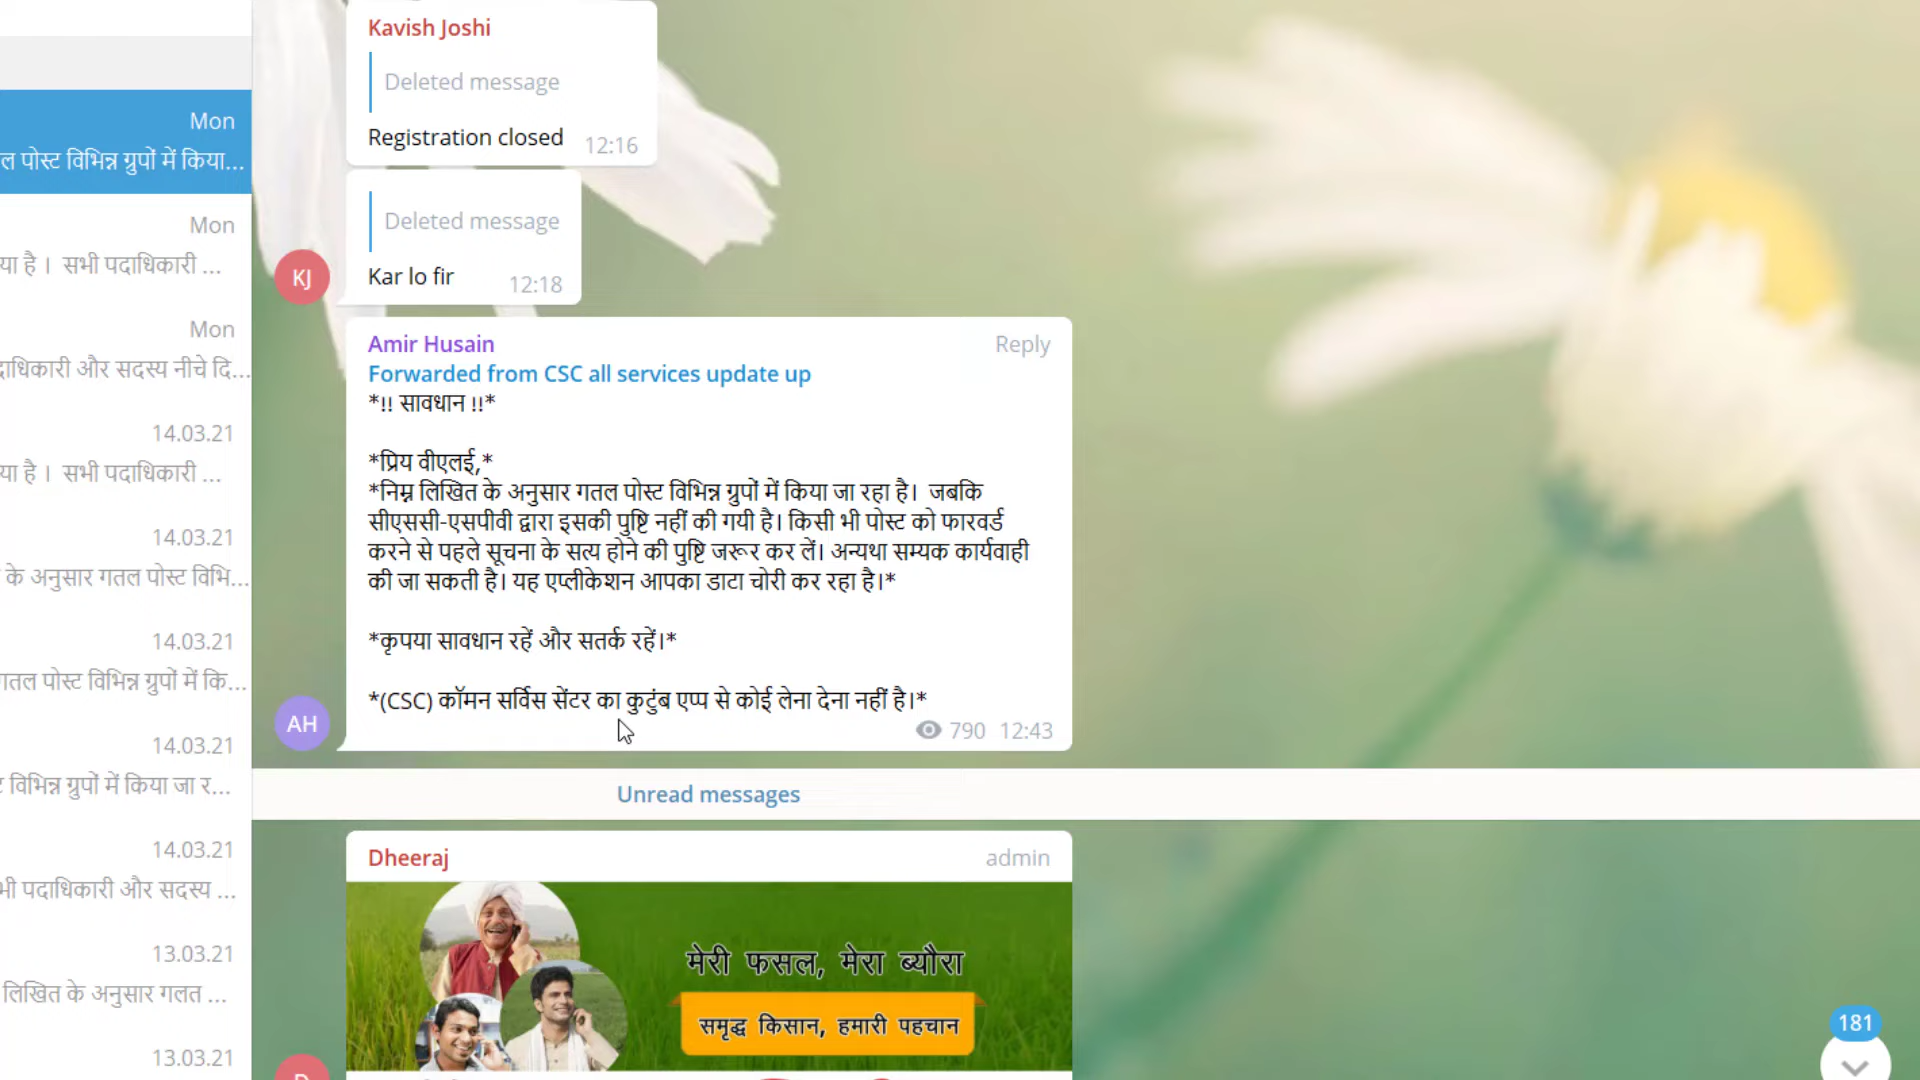 Mon
ल पोस्ट विभिन्न ग्रुपों में किया...
Mon
या है । सभी पदाधिकारी ...
Mon
दाधिकारी और सदस्य नीचे दि...
14.03.21
या है । सभी पदाधिकारी ...
14.03.21
के अनुसार गतल पोस्ट विभि...
14.03.21
गतल पोस्ट विभिन्न ग्रुपों में कि...
14.03.21
विभिन्न ग्रुपों में किया जा र...
14.03.21
भी पदाधिकारी और सदस्य ...
13.03.21
लिखित के अनुसार गलत ...
13.03.21
Kavish Joshi
Deleted message
Registration closed 12:16
Deleted message
KJ
Kar lo fir 12:18
Amir Husain Reply
Forwarded from CSC all services update up
*!! सावधान !!*
*प्रिय वीएलई,*
*निम्न लिखित के अनुसार गतल पोस्ट विभिन्न ग्रुपों में किया जा रहा है। जबकि
सीएससी-एसपीवी द्वारा इसकी पुष्टि नहीं की गयी है। किसी भी पोस्ट को फारवर्ड
करने से पहले सूचना के सत्य होने की पुष्टि जरूर कर लें। अन्यथा सम्यक कार्यवाही
की जा सकती है। यह एप्लीकेशन आपका डाटा चोरी कर रहा है।*
*कृपया सावधान रहें और सतर्क रहें।*
*(CSC) कॉमन सर्विस सेंटर का कुटुंब एप्प से कोई लेना देना नहीं है।*
AH
790 12:43
Unread messages
Dheeraj admin
मेरी फसल, मेरा ब्यौरा
समृद्ध किसान, हमारी पहचान
181